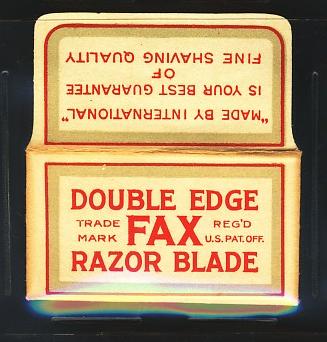 "MADE BY INTERNATIONAL"
IS YOUR BEST GUARANTEE
OF
FINE SHAVING QUALITY
DOUBLE EDGE
TRADE MARK FAX REG'D U.S. PAT. OFF.
RAZOR BLADE